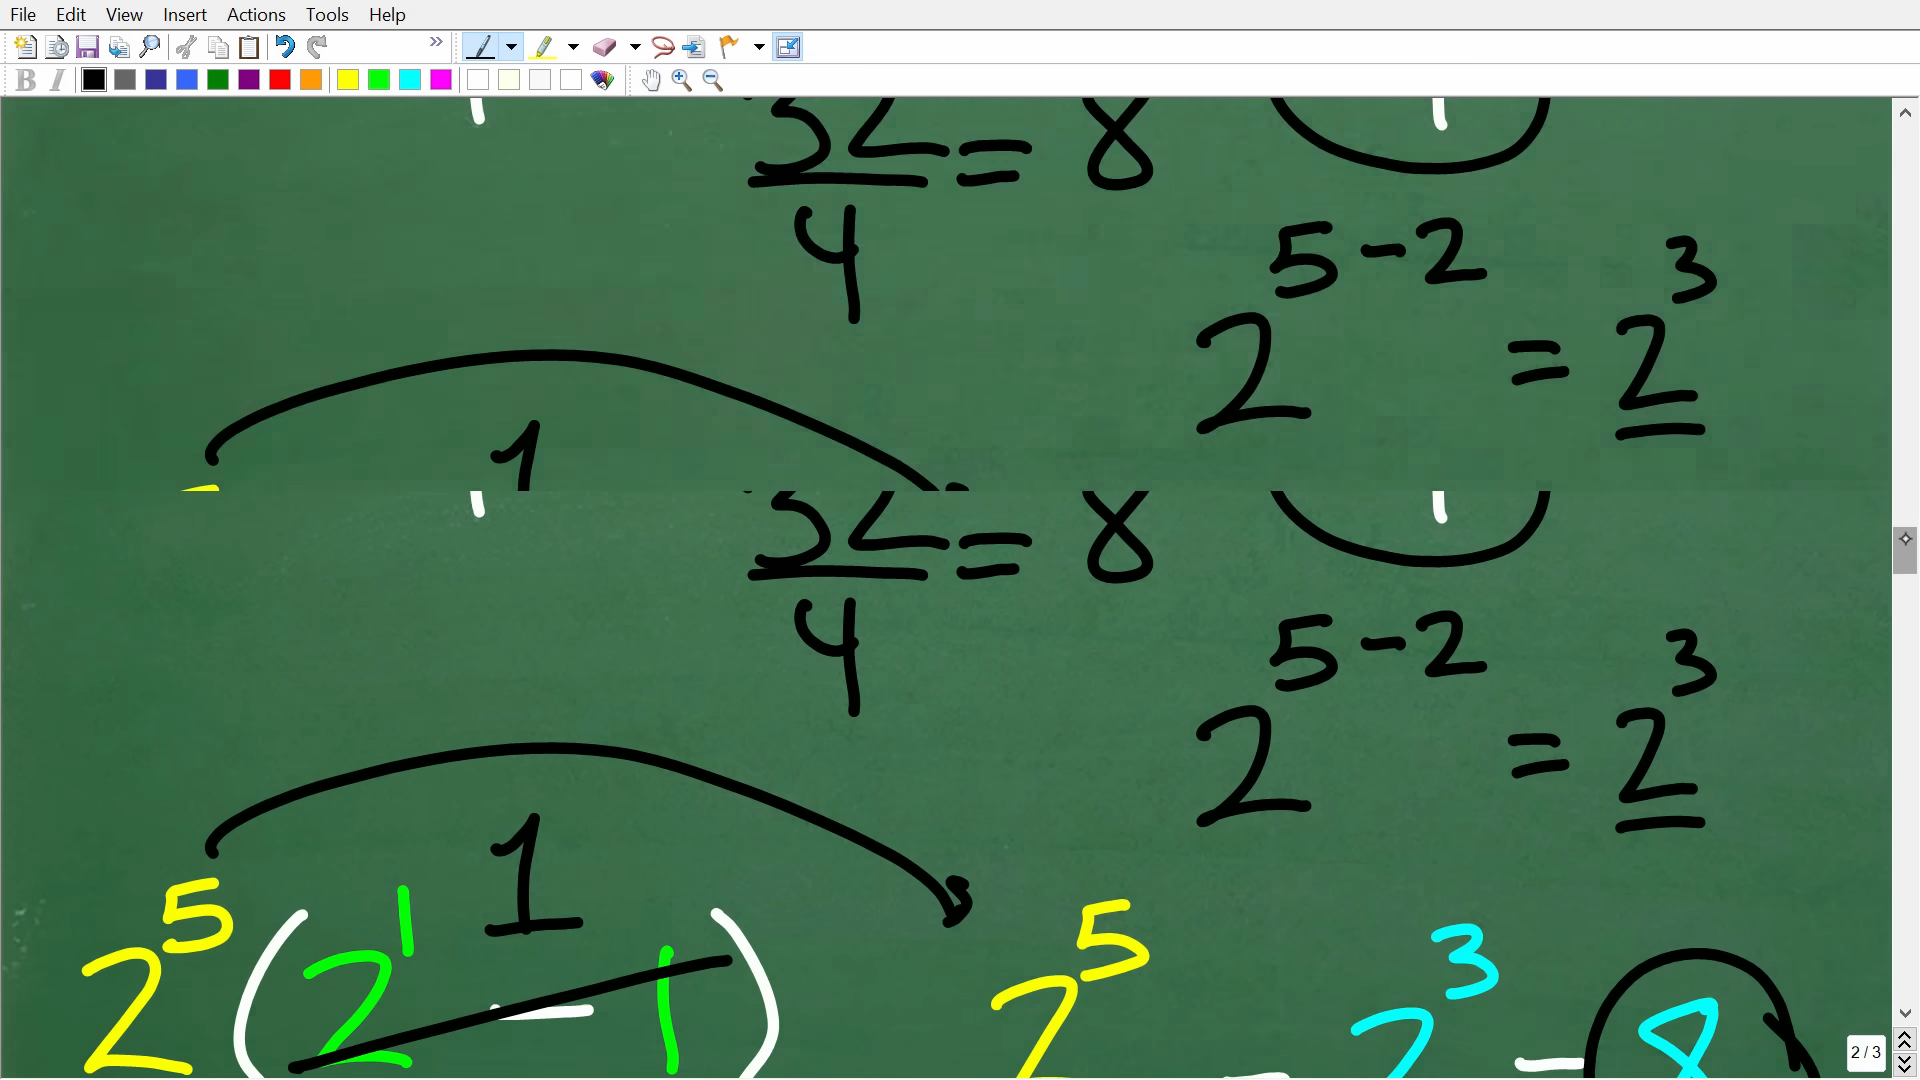 File Edit View Insert Actions Tools Help
B I
32/4 = 8
2^(5-2) = 2^3
1
32/4 = 8
2^(5-2) = 2^3
1
2^5 (2^1 - 1) 2^5 2^3 - 8
2 / 3